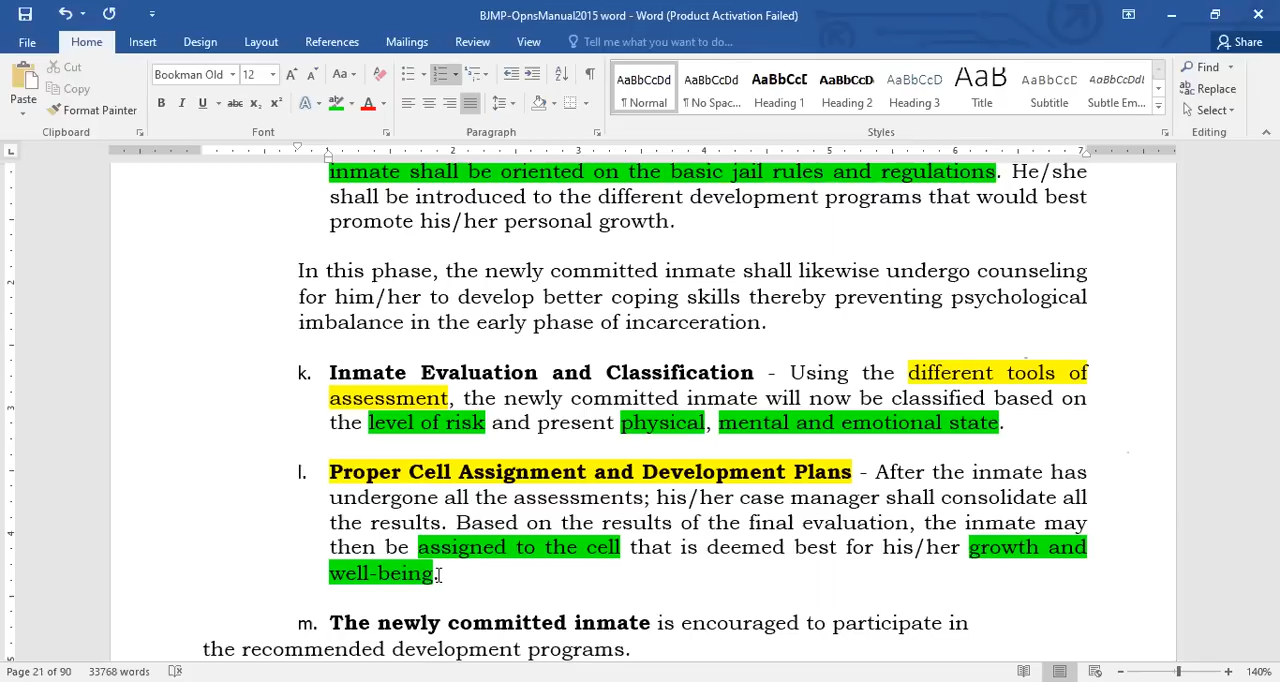 BJMP-OpnsManual2015 word - Word (Product Activation Failed)
File Home Insert Design Layout References Mailings Review View Tell me what you want to do... Share
Paste Cut Copy Format Painter
Bookman Old 12
AaBbCcDd AaBbCcDd AaBbCcI AaBbCcD AaBbCcD AaB AaBbCcD AaBbCcDd
¶ Normal ¶ No Spac... Heading 1 Heading 2 Heading 3 Title Subtitle Subtle Em...
Find Replace Select
Clipboard Font Paragraph Styles Editing
1 2 3 4 5 6 7
inmate shall be oriented on the basic jail rules and regulations. He/she
shall be introduced to the different development programs that would best
promote his/her personal growth.
In this phase, the newly committed inmate shall likewise undergo counseling
for him/her to develop better coping skills thereby preventing psychological
imbalance in the early phase of incarceration.
k. Inmate Evaluation and Classification - Using the different tools of
assessment, the newly committed inmate will now be classified based on
the level of risk and present physical, mental and emotional state.
l. Proper Cell Assignment and Development Plans - After the inmate has
undergone all the assessments; his/her case manager shall consolidate all
the results. Based on the results of the final evaluation, the inmate may
then be assigned to the cell that is deemed best for his/her growth and
well-being.
m. The newly committed inmate is encouraged to participate in
the recommended development programs.
Page 21 of 90 33768 words 140%